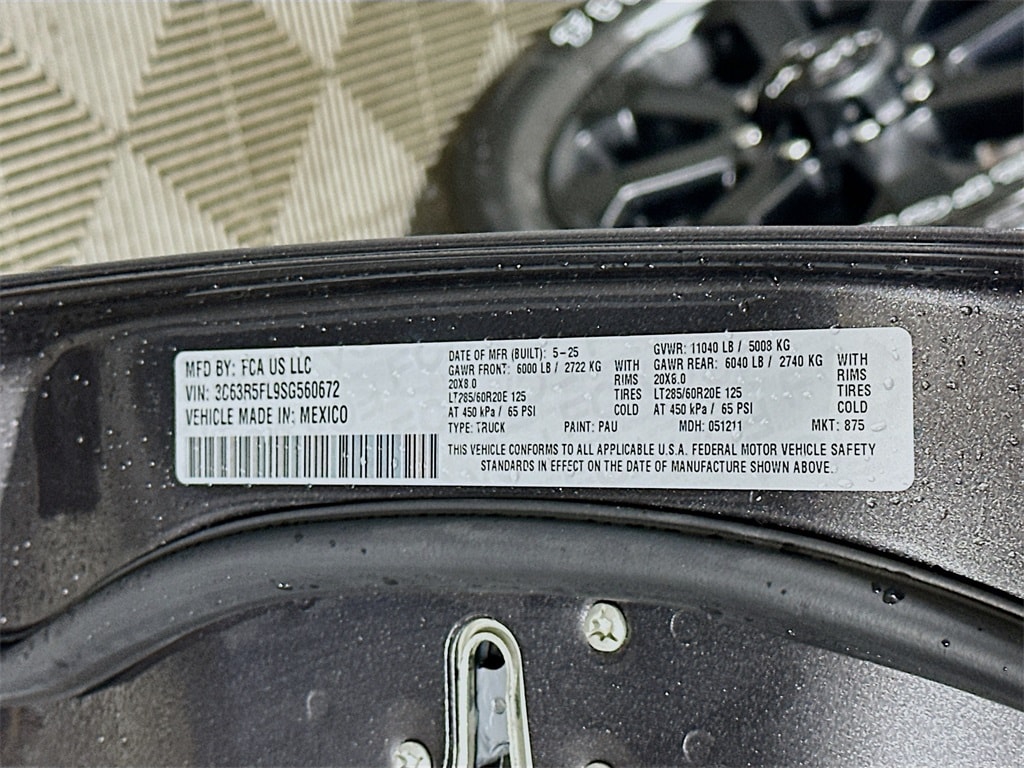 MFD BY: FCA US LLC
VIN: 3C63R5FL9SG560672
VEHICLE MADE IN: MEXICO
DATE OF MFR (BUILT): 5-25
GAWR FRONT: 6000 LB / 2722 KG WITH
20X8.0 RIMS
LT285/60R20E 125 TIRES
AT 450 kPa / 65 PSI COLD
GVWR: 11040 LB / 5008 KG
GAWR REAR: 6040 LB / 2740 KG WITH
20X8.0 RIMS
LT285/60R20E 125 TIRES
AT 450 kPa / 65 PSI COLD
TYPE: TRUCK PAINT: PAU MDH: 051211 MKT: 875
THIS VEHICLE CONFORMS TO ALL APPLICABLE U.S.A. FEDERAL MOTOR VEHICLE SAFETY
STANDARDS IN EFFECT ON THE DATE OF MANUFACTURE SHOWN ABOVE.